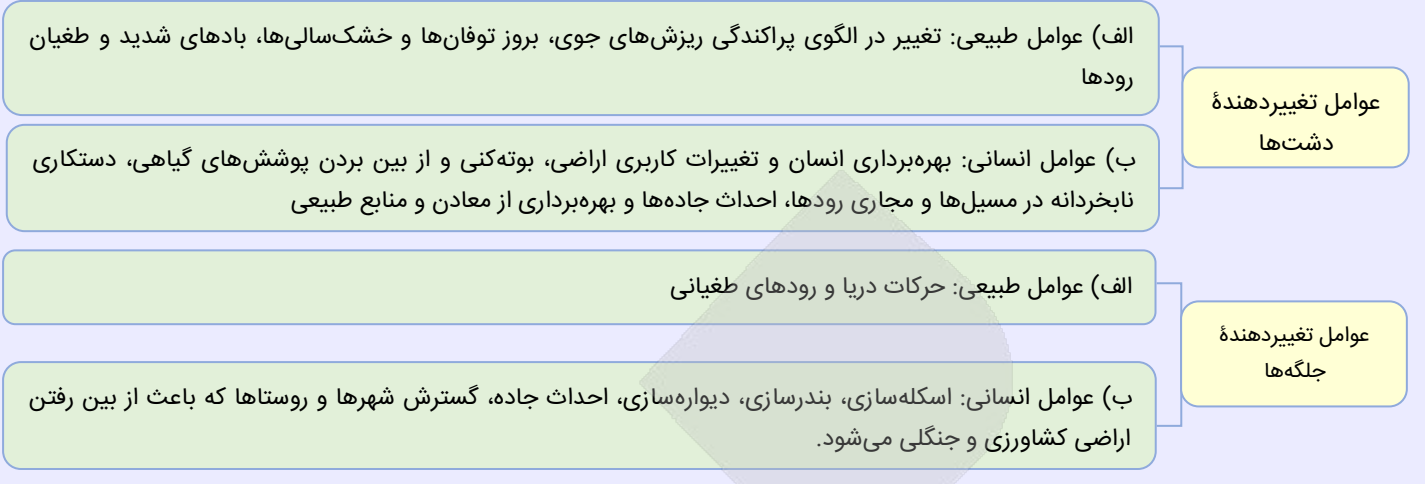 عوامل تغییردهندهٔ
دشت‌ها
الف) عوامل طبیعی: تغییر در الگوی پراکندگی ریزش‌های جوی، بروز توفان‌ها و خشک‌سالی‌ها، بادهای شدید و طغیان
رودها
ب) عوامل انسانی: بهره‌برداری انسان و تغییرات کاربری اراضی، بوته‌کنی و از بین بردن پوشش‌های گیاهی، دستکاری
نابخردانه در مسیل‌ها و مجاری رودها، احداث جاده‌ها و بهره‌برداری از معادن و منابع طبیعی
عوامل تغییردهندهٔ
جلگه‌ها
الف) عوامل طبیعی: حرکات دریا و رودهای طغیانی
ب) عوامل انسانی: اسکله‌سازی، بندرسازی، دیواره‌سازی، احداث جاده، گسترش شهرها و روستاها که باعث از بین رفتن
اراضی کشاورزی و جنگلی می‌شود.